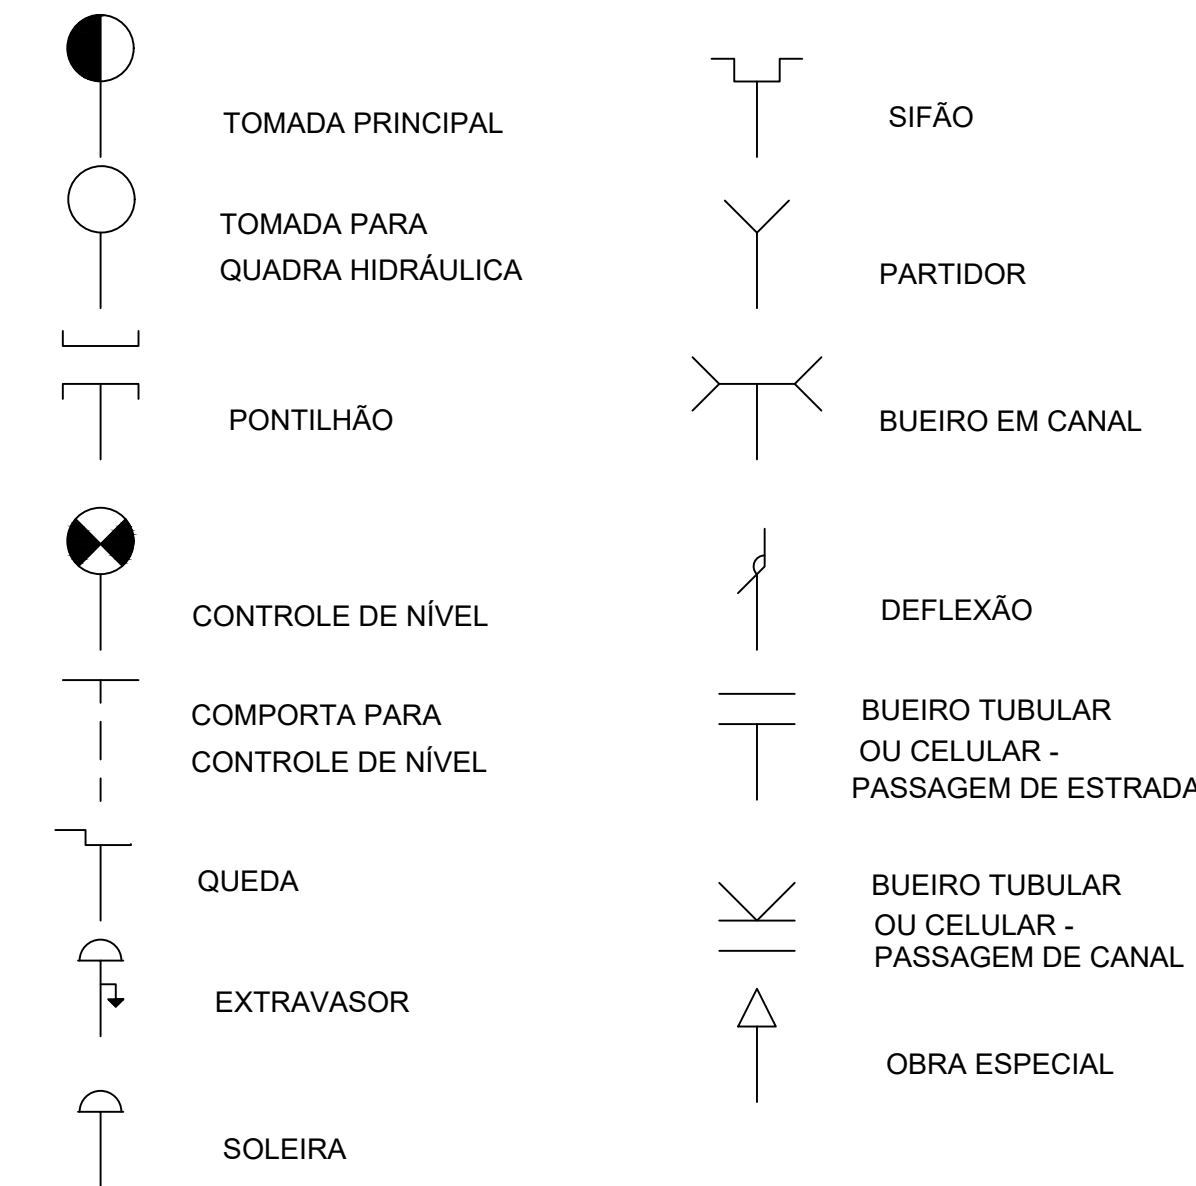 TOMADA PRINCIPAL
TOMADA PARA
QUADRA HIDRÁULICA
PONTILHÃO
CONTROLE DE NÍVEL
COMPORTA PARA
CONTROLE DE NÍVEL
QUEDA
EXTRAVASOR
SOLEIRA
SIFÃO
PARTIDOR
BUEIRO EM CANAL
DEFLEXÃO
BUEIRO TUBULAR
OU CELULAR -
PASSAGEM DE ESTRADA
BUEIRO TUBULAR
OU CELULAR -
PASSAGEM DE CANAL
OBRA ESPECIAL